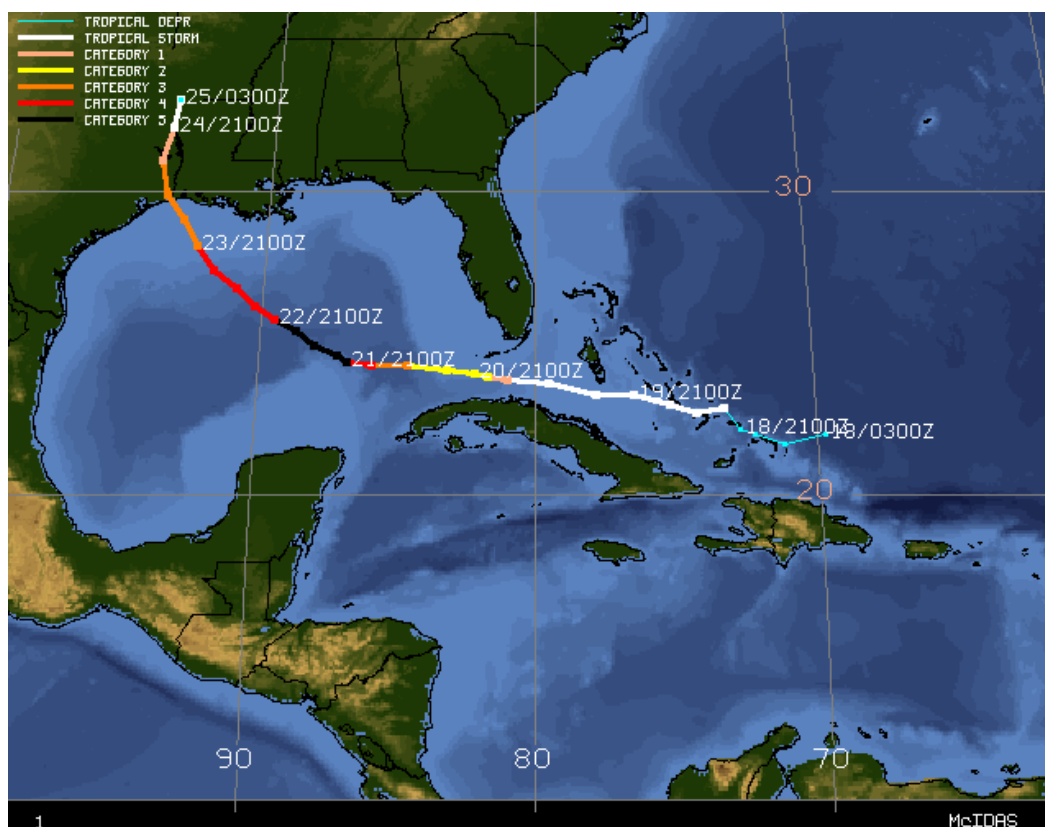 TROPICAL DEPR
TROPICAL STORM
CATEGORY 1
CATEGORY 2
CATEGORY 3
CATEGORY 4
CATEGORY 5
25/0300Z
24/2100Z
30
23/2100Z
22/2100Z
21/2100Z
20/2100Z
19/2100Z
18/2100Z
18/0300Z
20
90
80
70
1
McIDAS